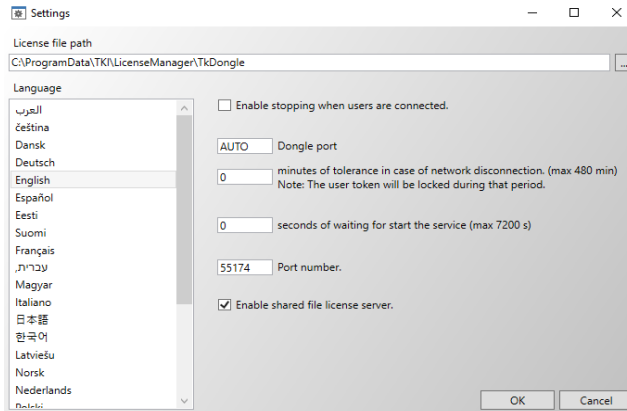 Settings
License file path
C:\ProgramData\TKI\LicenseManager\TkDongle
...
Language
العرب
čeština
Dansk
Deutsch
English
Español
Eesti
Suomi
Français
עברית,
Magyar
Italiano
日本語
한국어
Latviešu
Norsk
Nederlands
Polski
Enable stopping when users are connected.
AUTO Dongle port
0 minutes of tolerance in case of network disconnection. (max 480 min)
Note: The user token will be locked during that period.
0 seconds of waiting for start the service (max 7200 s)
55174 Port number.
Enable shared file license server.
OK Cancel